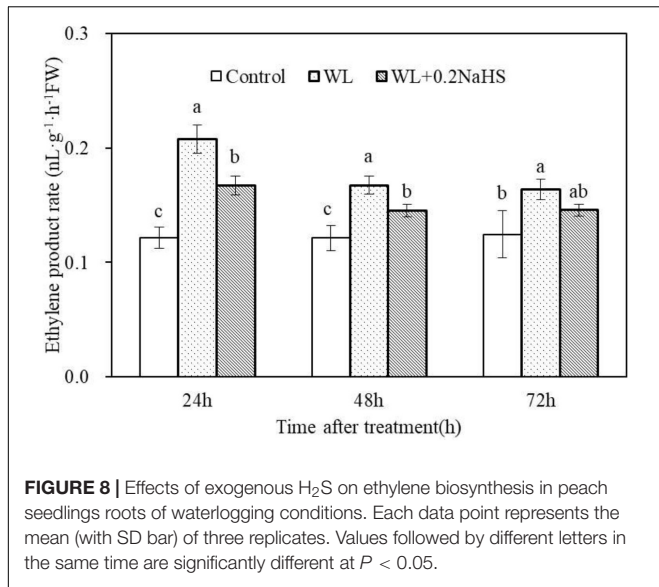 0.3
Control WL WL+0.2NaHS
a
0.2
b
c
a
b
c
a
ab
b
0.1
0.0
Ethylene product rate (nL·g⁻¹·h⁻¹FW)
24h 48h 72h
Time after treatment(h)
FIGURE 8 | Effects of exogenous H₂S on ethylene biosynthesis in peach
seedlings roots of waterlogging conditions. Each data point represents the
mean (with SD bar) of three replicates. Values followed by different letters in
the same time are significantly different at P < 0.05.